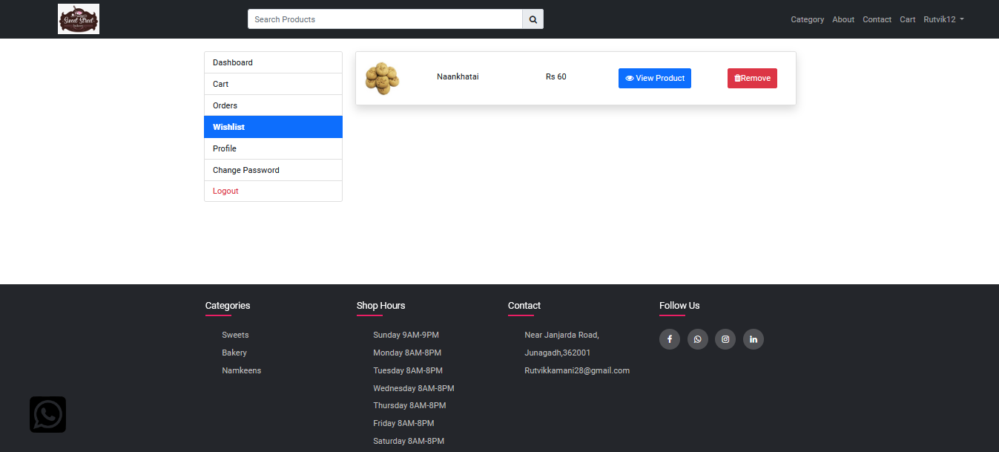 Sweet Street
bakery
Search Products
Category About Contact Cart Rutvik12
Dashboard
Cart
Orders
Wishlist
Profile
Change Password
Logout
Naankhatai Rs 60 View Product Remove
Categories
Sweets
Bakery
Namkeens
Shop Hours
Sunday 9AM-9PM
Monday 8AM-8PM
Tuesday 8AM-8PM
Wednesday 8AM-8PM
Thursday 8AM-8PM
Friday 8AM-8PM
Saturday 8AM-8PM
Contact
Near Janjarda Road,
Junagadh,362001
Rutvikkamani28@gmail.com
Follow Us